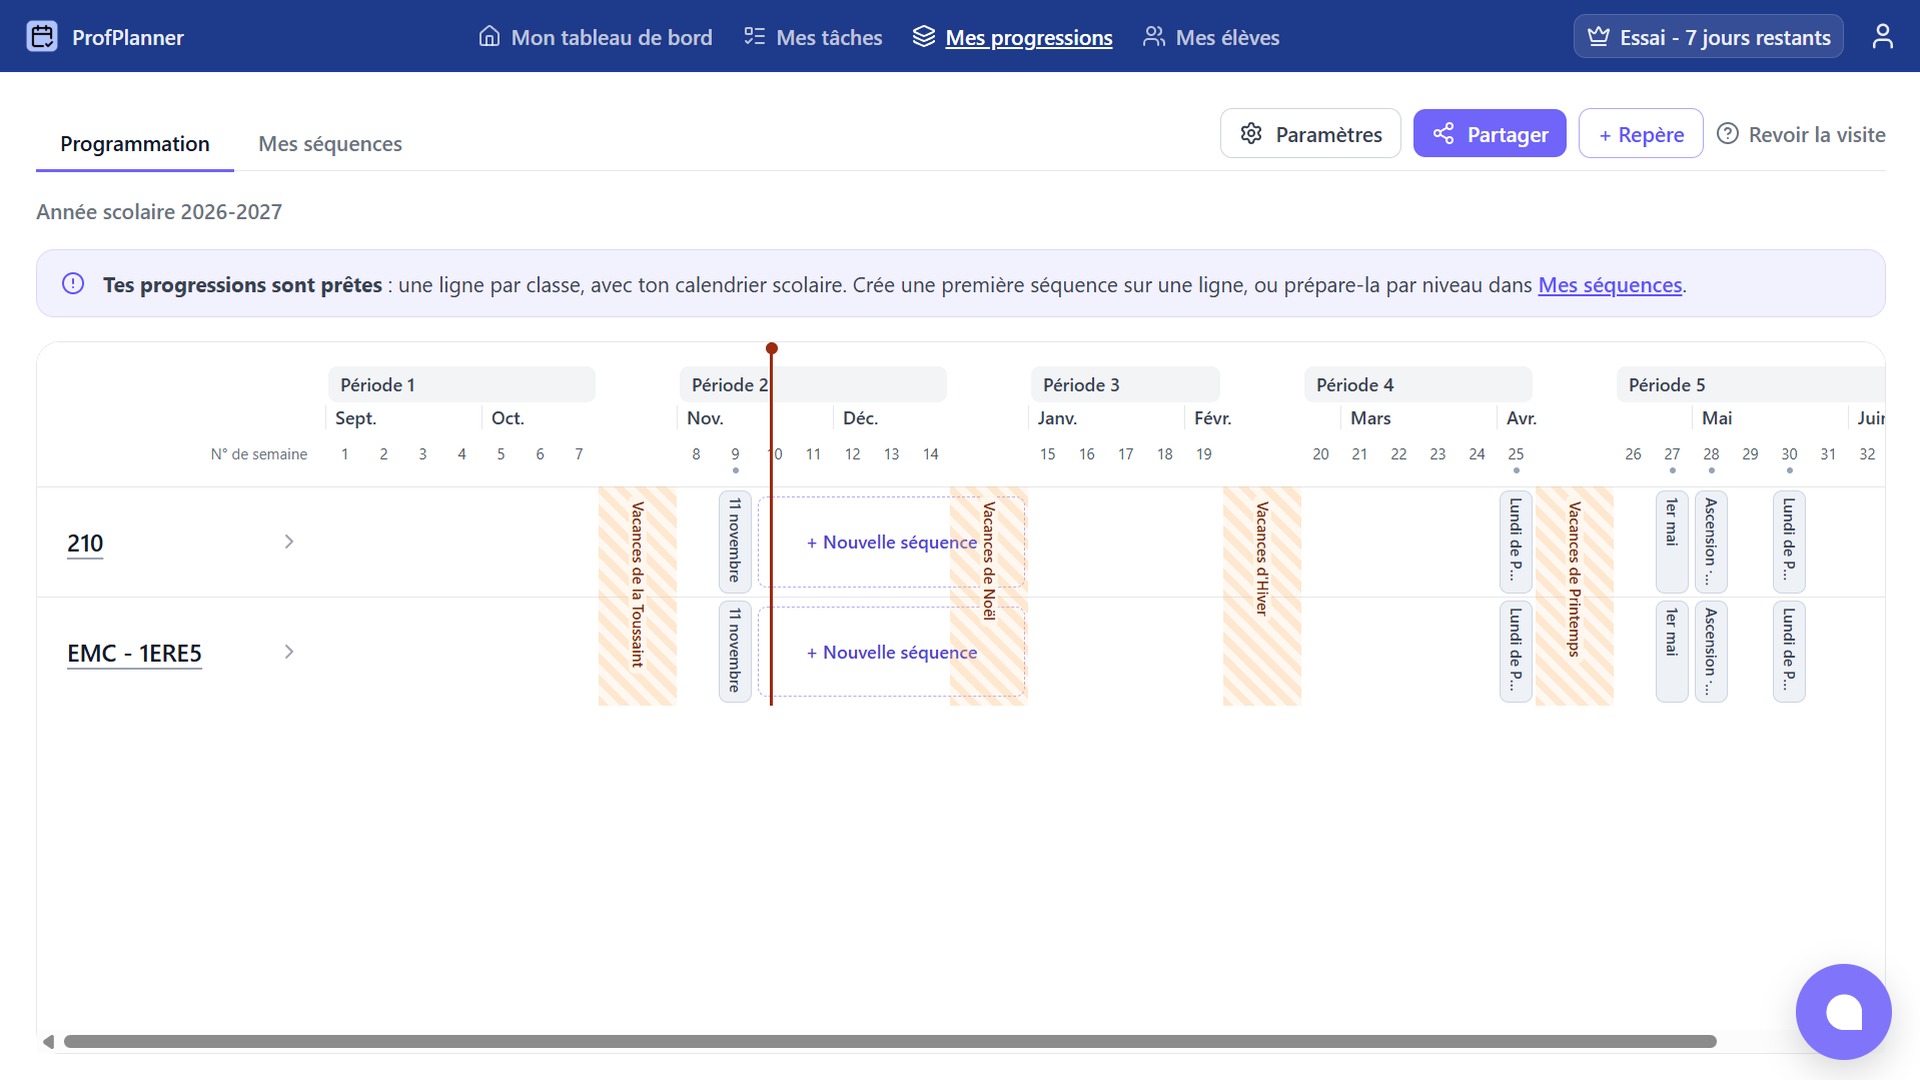 ProfPlanner
Mon tableau de bord
Mes tâches
Mes progressions
Mes élèves
Essai - 7 jours restants
Programmation
Mes séquences
Paramètres
Partager
+ Repère
Revoir la visite
Année scolaire 2026-2027
Tes progressions sont prêtes : une ligne par classe, avec ton calendrier scolaire. Crée une première séquence sur une ligne, ou prépare-la par niveau dans Mes séquences.
Période 1 Période 2 Période 3 Période 4 Période 5
Sept. Oct. Nov. Déc. Janv. Févr. Mars Avr. Mai
N° de semaine 1 2 3 4 5 6 7 8 9 11 12 13 14 15 16 17 18 19 20 21 22 23 24 25 26 27 28 29 30 31 32
Vacances de la Toussaint
Vacances de Noël
Vacances d'Hiver
Vacances de Printemps
210
11 novembre
+ Nouvelle séquence
Lundi de P...
1er mai
Ascension -...
Lundi de P...
EMC - 1ERE5
11 novembre
+ Nouvelle séquence
Lundi de P...
1er mai
Ascension -...
Lundi de P...